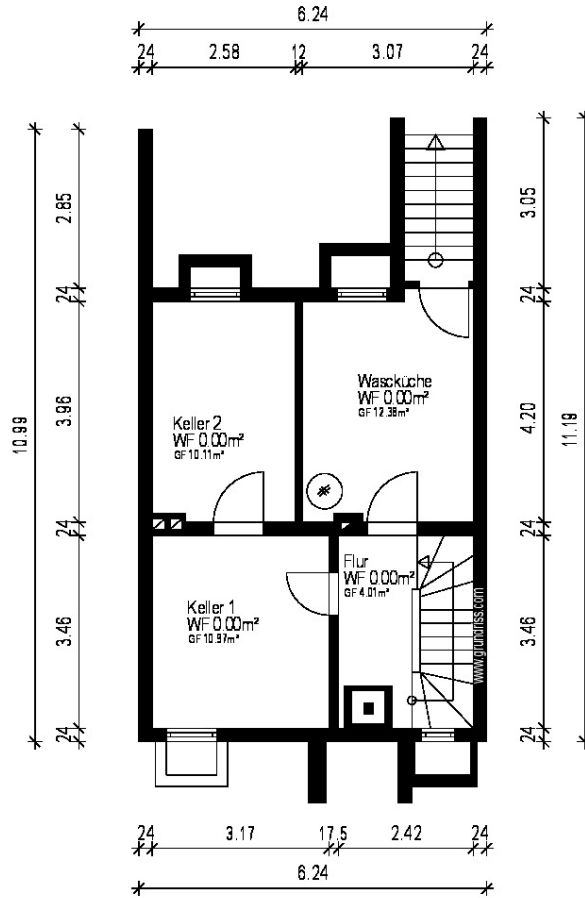 6.24
24 2.58 12 3.07 24
2.85
24
3.96
24
3.46
24
10.99
3.05
24
4.20
24
3.46
24
11.19
Wascküche
WF 0.00m²
GF 12.38m²
Keller 2
WF 0.00m²
GF 10.11m²
Flur
WF 0.00m²
GF 4.01m²
Keller 1
WF 0.00m²
GF 10.97m²
www.grundriss.com
24 3.17 17.5 2.42 24
6.24